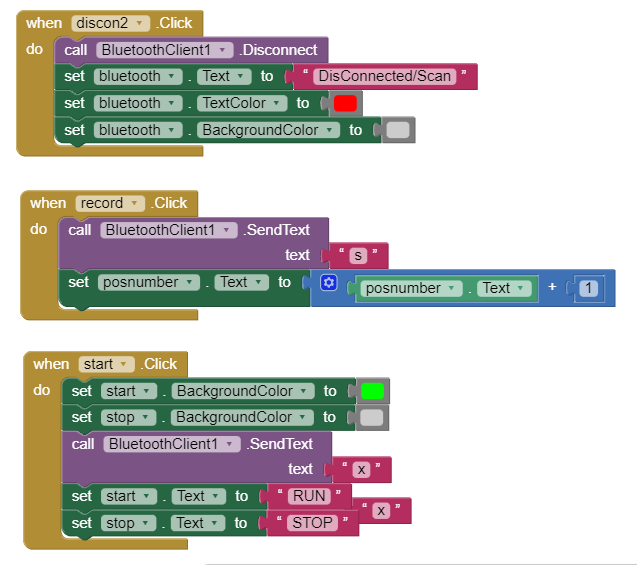 when discon2 .Click
do call BluetoothClient1 .Disconnect
set bluetooth . Text to " DisConnected/Scan "
set bluetooth . TextColor to
set bluetooth . BackgroundColor to
when record .Click
do call BluetoothClient1 .SendText
text " s "
set posnumber . Text to posnumber . Text + 1
when start .Click
do set start . BackgroundColor to
set stop . BackgroundColor to
call BluetoothClient1 .SendText
text " x "
set start . Text to " RUN "
" x "
set stop . Text to " STOP "